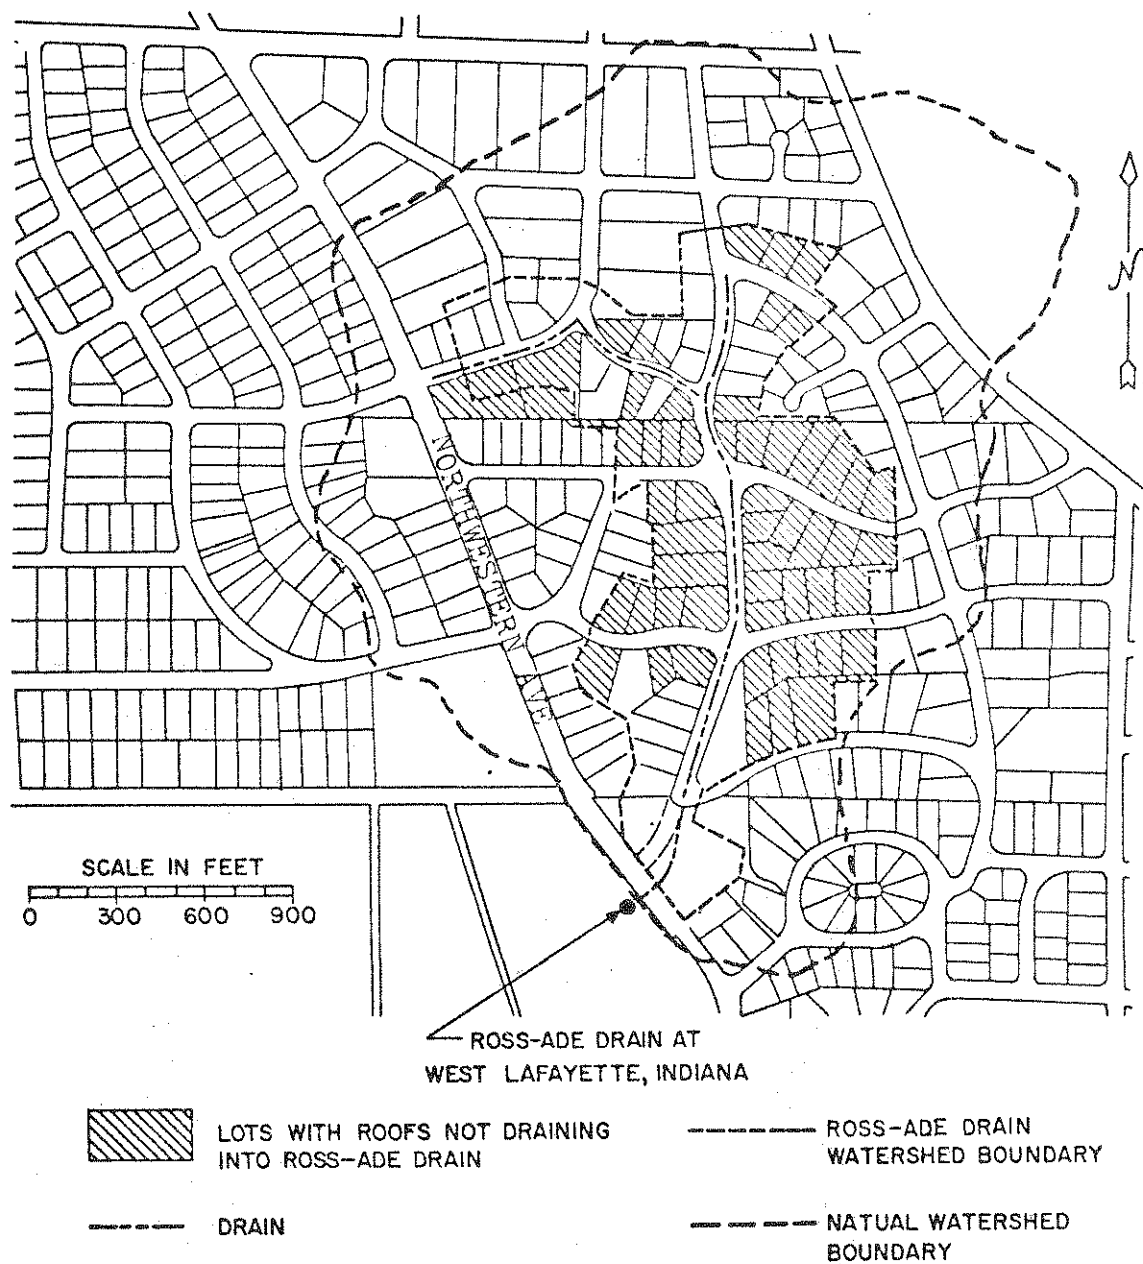 N
NORTHWESTERN AVE
SCALE IN FEET
0 300 600 900
ROSS-ADE DRAIN AT
WEST LAFAYETTE, INDIANA
LOTS WITH ROOFS NOT DRAINING
INTO ROSS-ADE DRAIN
DRAIN
ROSS-ADE DRAIN
WATERSHED BOUNDARY
NATUAL WATERSHED
BOUNDARY